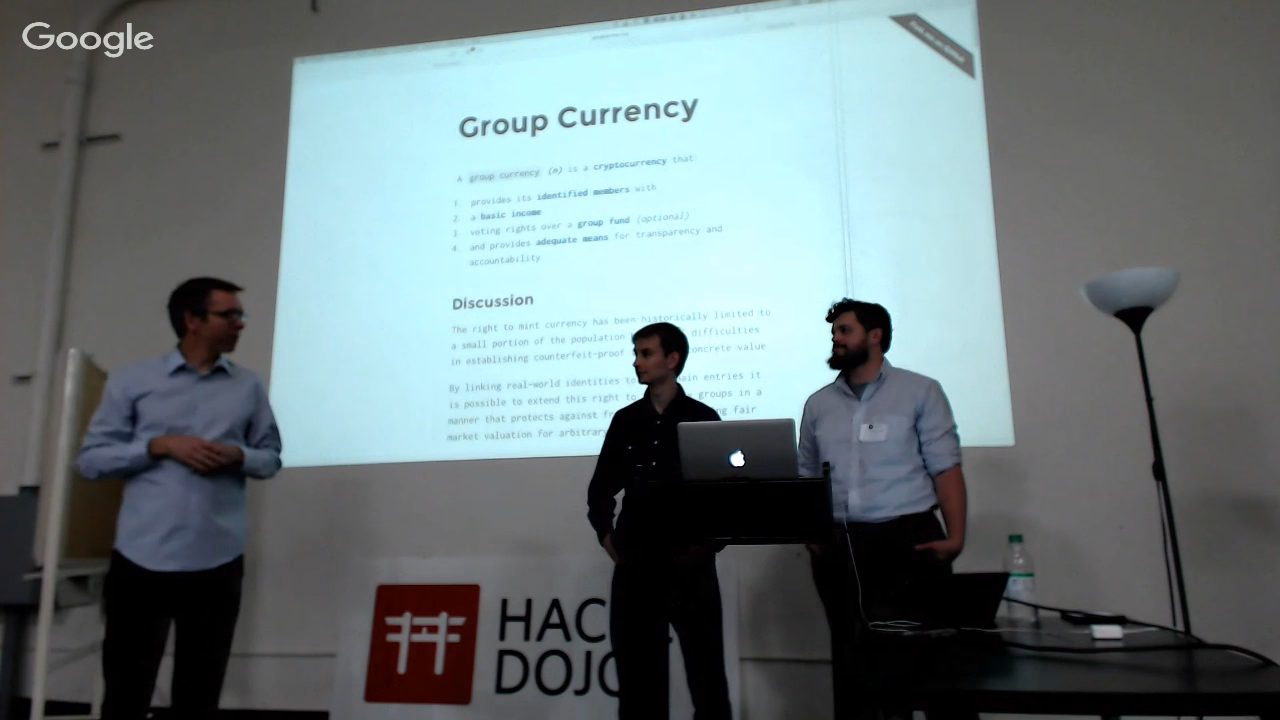 Google
Group Currency
A group currency (n) is a cryptocurrency that
1. provides its identified members with
2. a basic income
3. voting rights over a group fund (optional)
4. and provides adequate means for transparency and
accountability
Discussion
The right to mint currency has been historically limited to
a small portion of the population difficulties
in establishing counterfeit-proof concrete value
By linking real-world identities to entries it
is possible to extend this right to groups in a
manner that protects against fair
market valuation for
HAC
DOJO